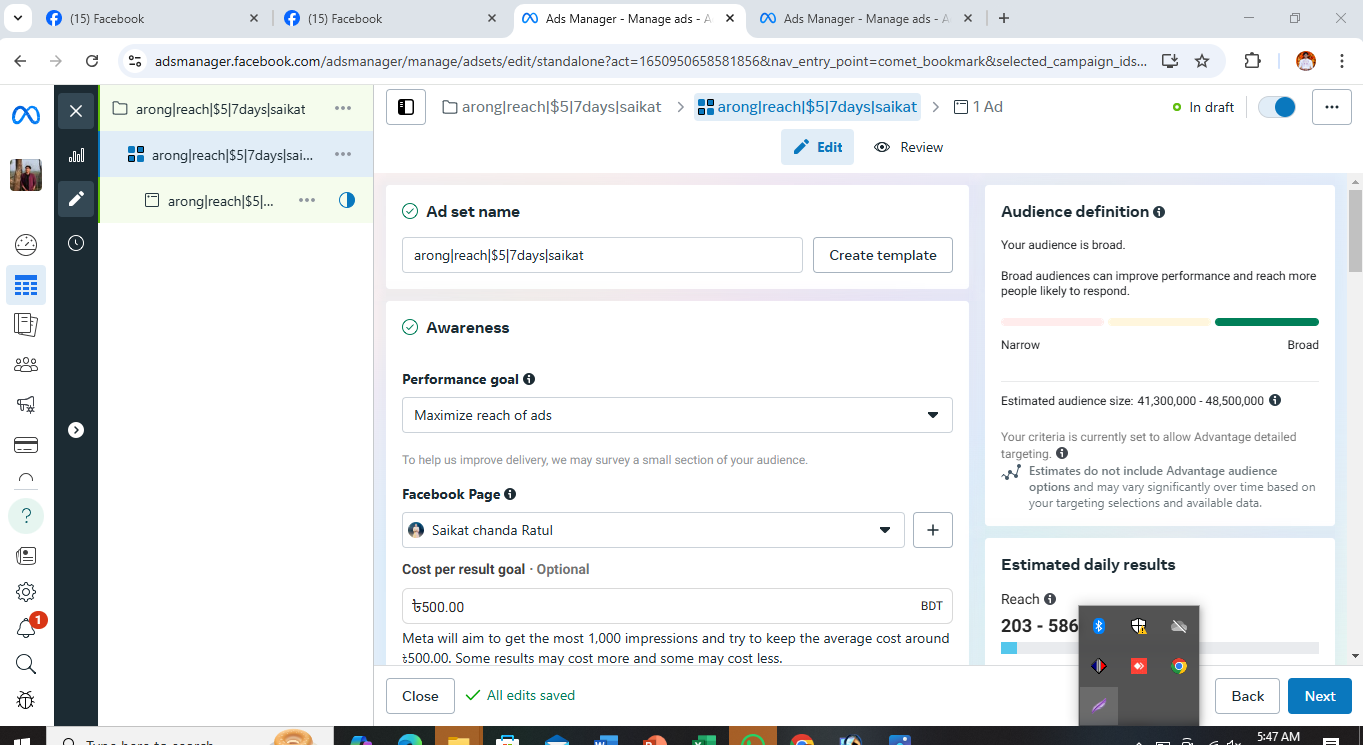 (15) Facebook
(15) Facebook
Ads Manager - Manage ads - A
Ads Manager - Manage ads - A
adsmanager.facebook.com/adsmanager/manage/adsets/edit/standalone?act=1650950658581856&nav_entry_point=comet_bookmark&selected_campaign_ids...
arong|reach|$5|7days|saikat
arong|reach|$5|7days|sai...
arong|reach|$5|...
arong|reach|$5|7days|saikat
arong|reach|$5|7days|saikat
1 Ad
In draft
Edit
Review
Ad set name
arong|reach|$5|7days|saikat
Create template
Awareness
Performance goal
Maximize reach of ads
To help us improve delivery, we may survey a small section of your audience.
Facebook Page
Saikat chanda Ratul
Cost per result goal · Optional
৳500.00
BDT
Meta will aim to get the most 1,000 impressions and try to keep the average cost around
৳500.00. Some results may cost more and some may cost less.
Audience definition
Your audience is broad.
Broad audiences can improve performance and reach more
people likely to respond.
Narrow
Broad
Estimated audience size: 41,300,000 - 48,500,000
Your criteria is currently set to allow Advantage detailed
targeting.
Estimates do not include Advantage audience
options and may vary significantly over time based on
your targeting selections and available data.
Estimated daily results
Reach
203 - 586
1
Close
All edits saved
Back
Next
Type here to search
5:47 AM